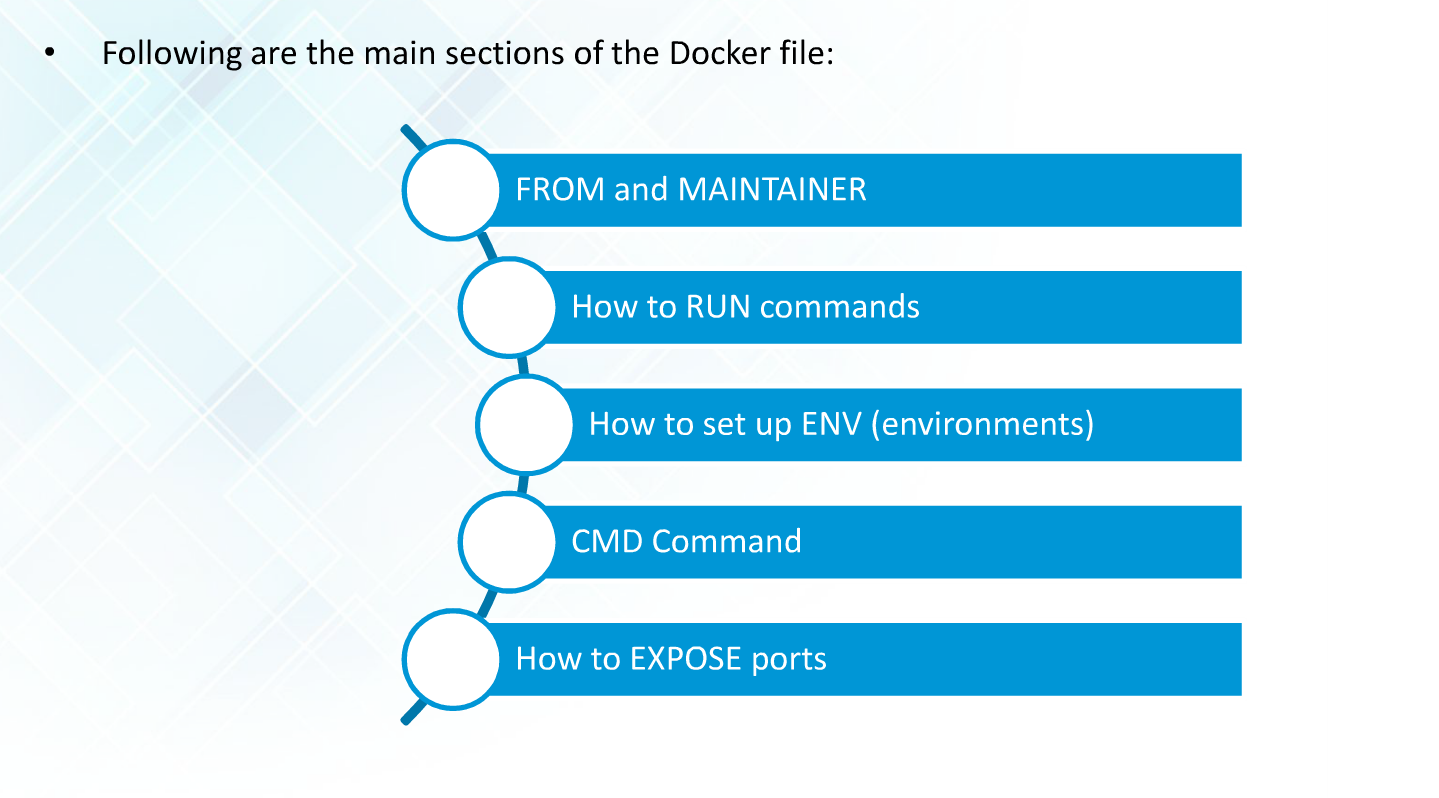 • Following are the main sections of the Docker file:
FROM and MAINTAINER
How to RUN commands
How to set up ENV (environments)
CMD Command
How to EXPOSE ports